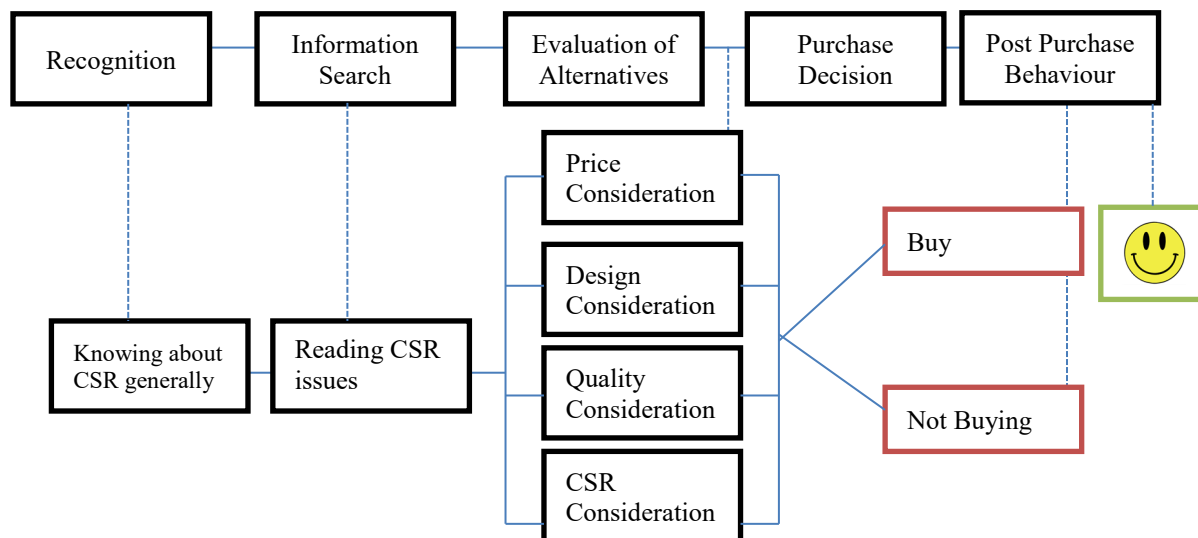 Recognition
Information
Search
Evaluation of
Alternatives
Purchase
Decision
Post Purchase
Behaviour
Price
Consideration
Design
Consideration
Quality
Consideration
CSR
Consideration
Knowing about
CSR generally
Reading CSR
issues
Buy
Not Buying